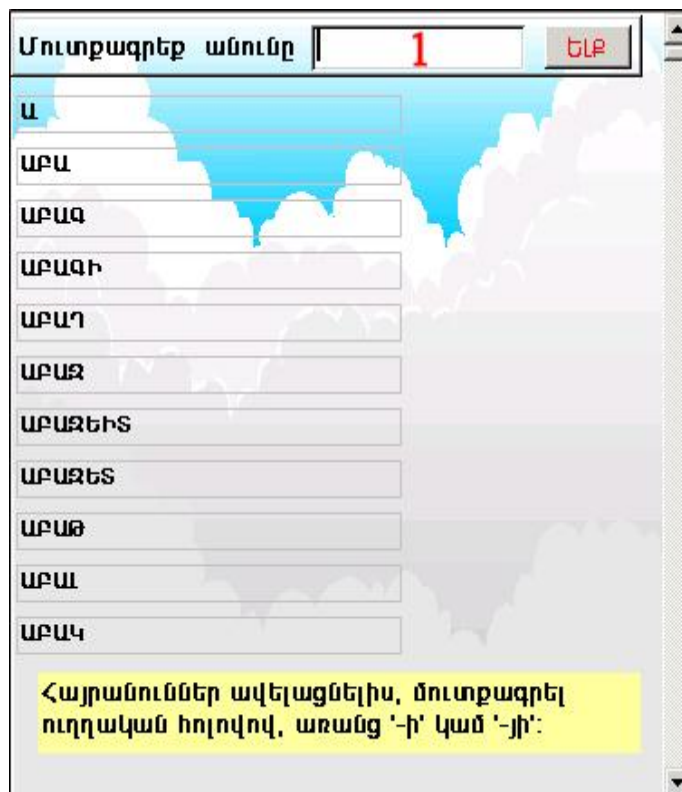 Մուտքագրեք անունը 1 ԵԼՔ
Ա
ԱԲԱ
ԱԲԱԳ
ԱԲԱԳԻ
ԱԲԱՂ
ԱԲԱԶ
ԱԲԱԶԵԻՏ
ԱԲԱԶԵՏ
ԱԲԱԹ
ԱԲԱԼ
ԱԲԱԿ
Հայրանուններ ավելացնելիս, մուտքագրել
ուղղական հոլովով, առանց '-ի' կամ '-յի':